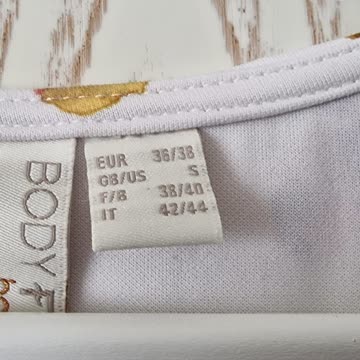 EUR 36/38
GB/US S
F/B 38/40
IT 42/44
BODY